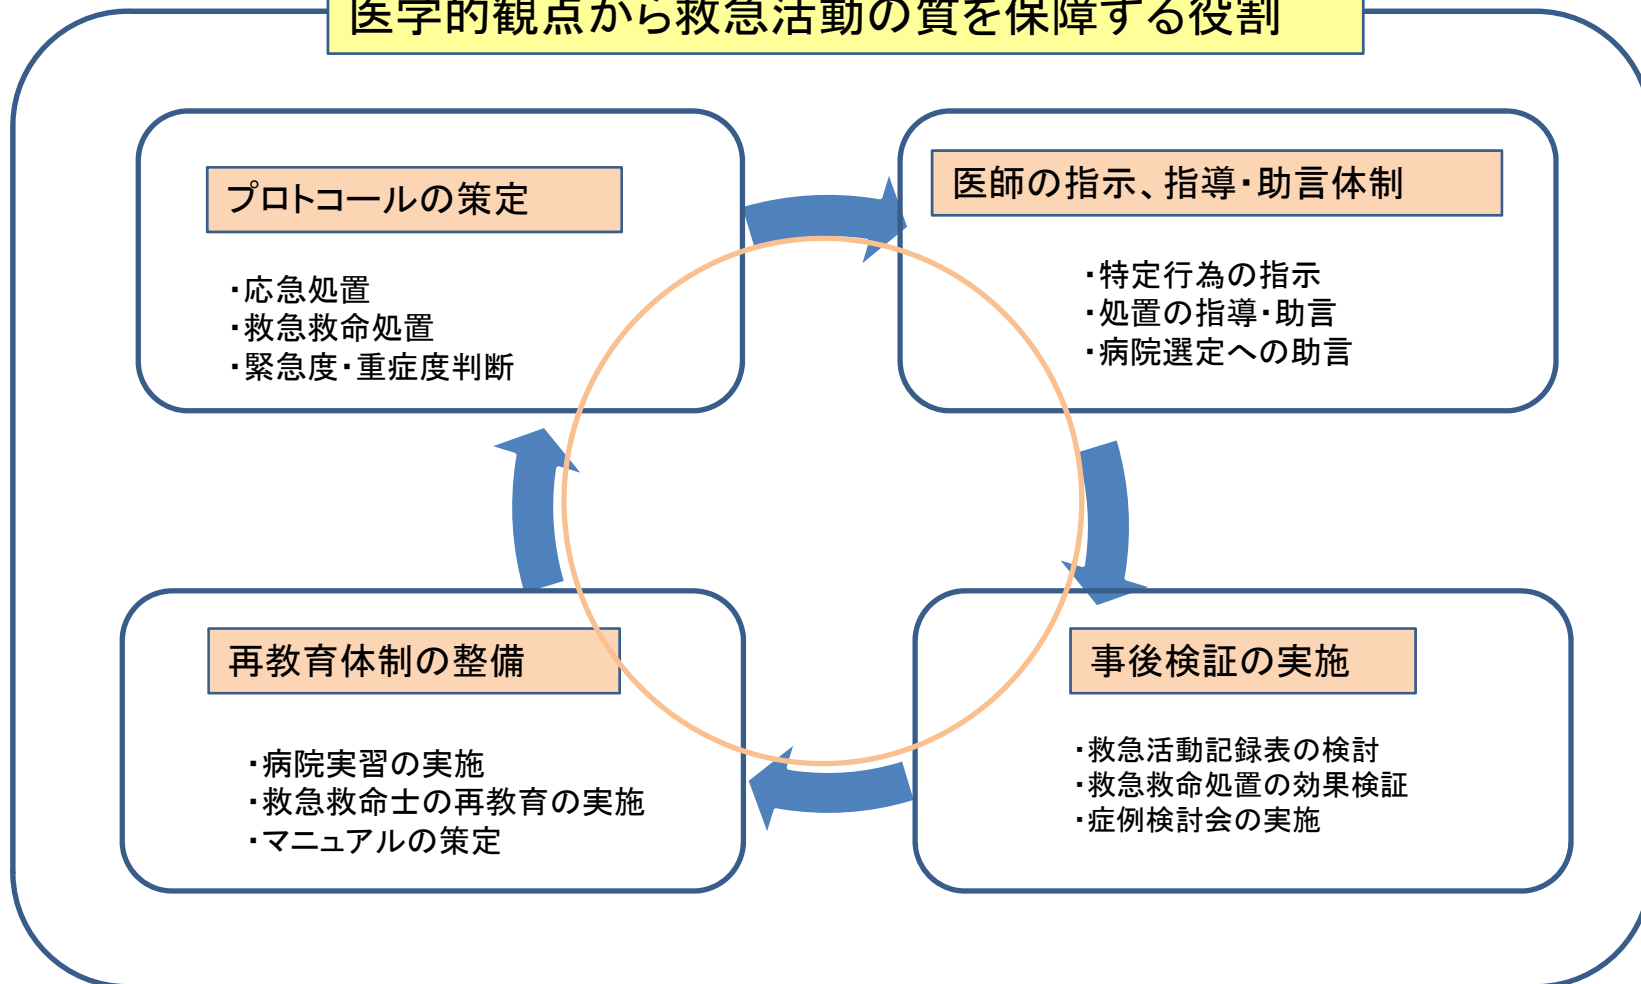 医学的観点から救急活動の質を保障する役割
プロトコールの策定
・応急処置
・救急救命処置
・緊急度・重症度判断
医師の指示、指導・助言体制
・特定行為の指示
・処置の指導・助言
・病院選定への助言
再教育体制の整備
・病院実習の実施
・救急救命士の再教育の実施
・マニュアルの策定
事後検証の実施
・救急活動記録表の検討
・救急救命処置の効果検証
・症例検討会の実施